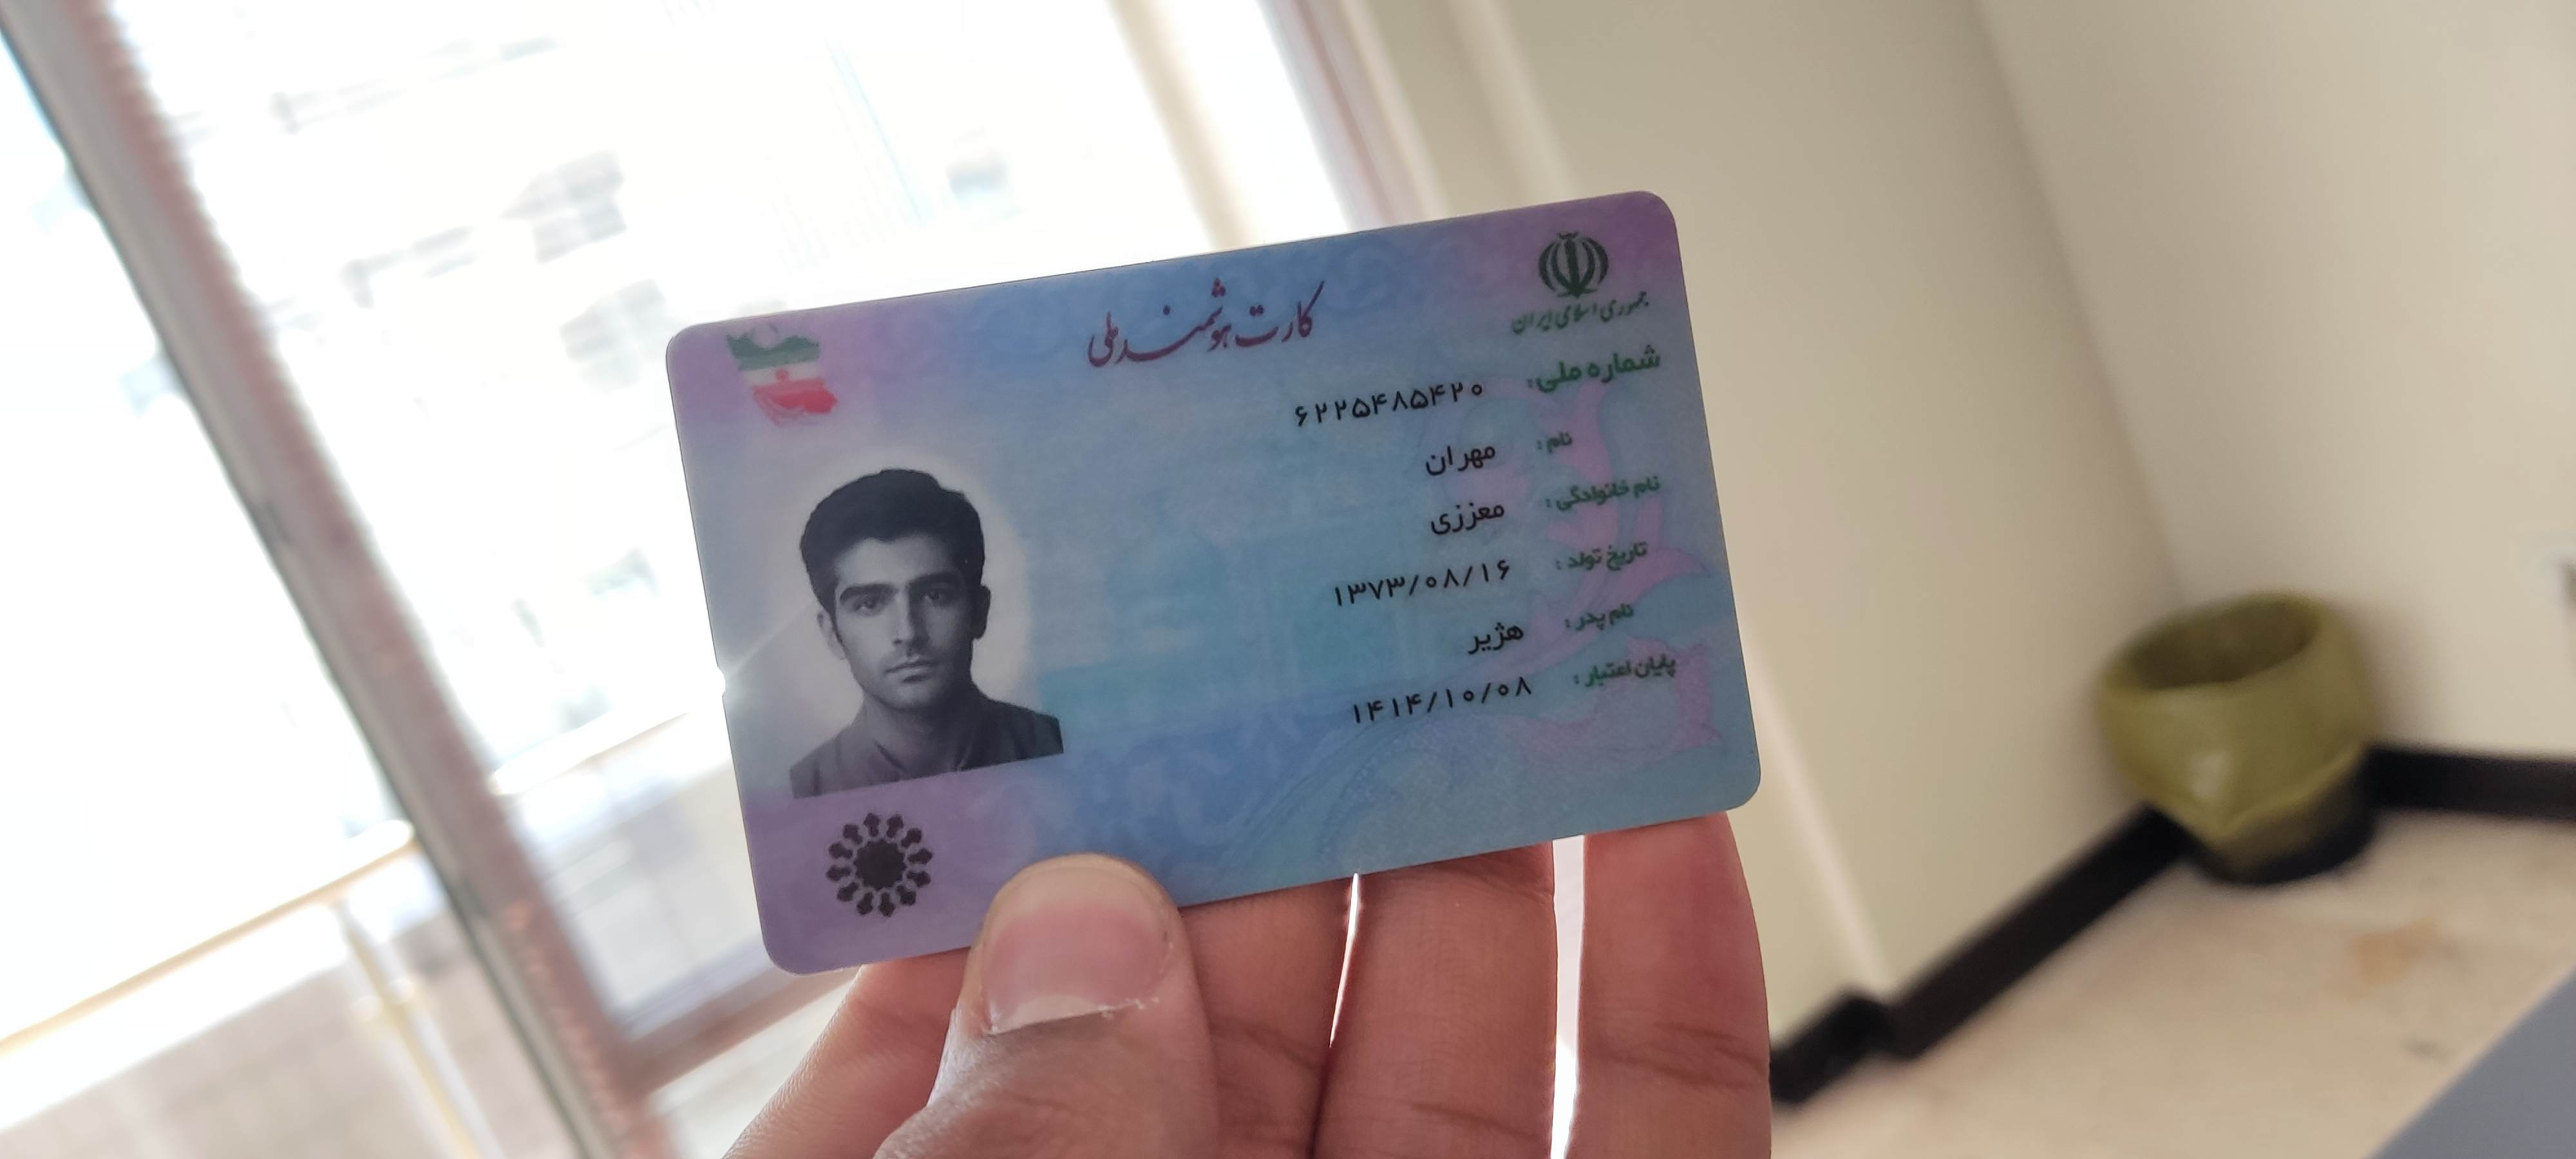 جمهوری اسلامی ایران
کارت هوشمند ملی
شماره ملی: ۶۲۲۵۴۸۵۴۲۰
نام: مهران
نام خانوادگی: معززی
تاریخ تولد: ۱۳۷۳/۰۸/۱۶
نام پدر: هژیر
پایان اعتبار: ۱۴۱۴/۱۰/۰۸